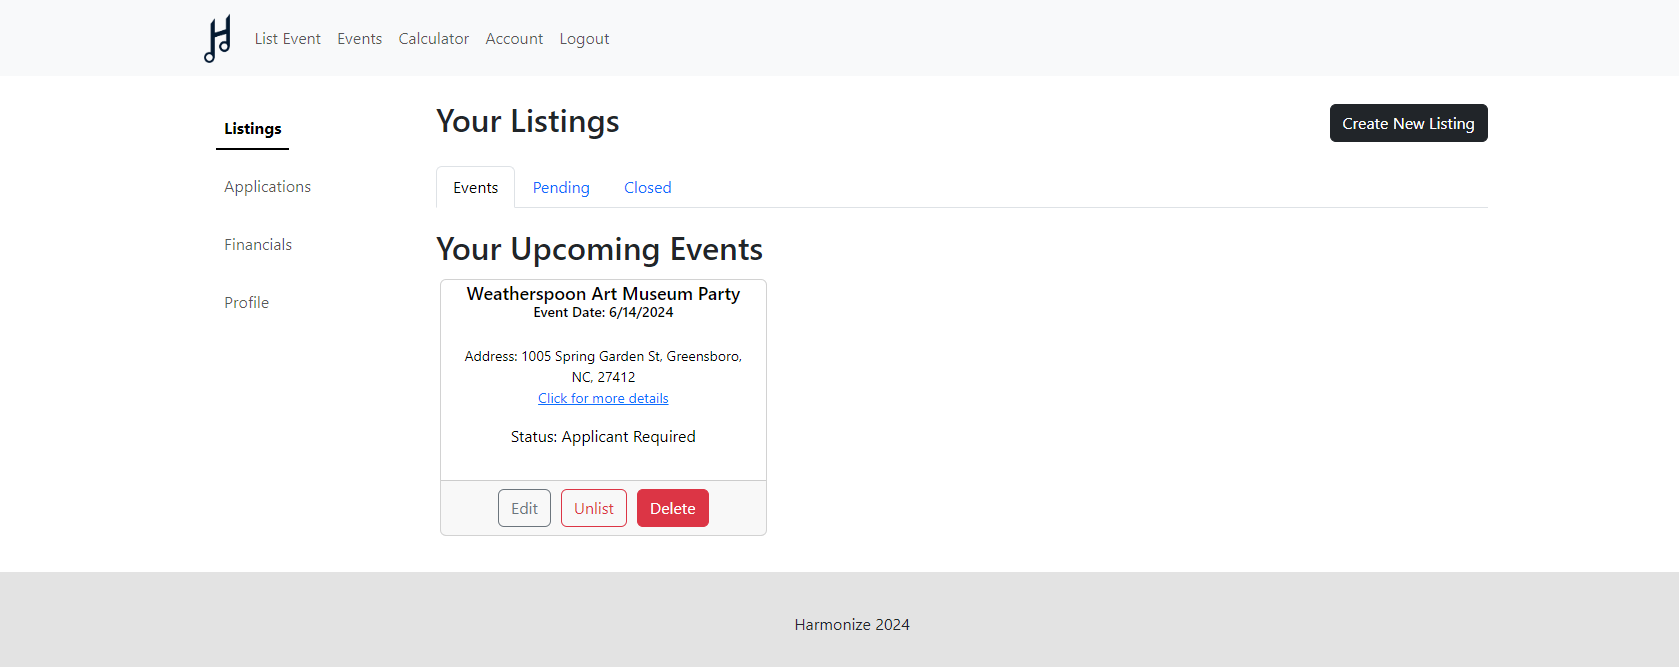 List Event Events Calculator Account Logout
Listings
Applications
Financials
Profile
Your Listings
Create New Listing
Events Pending Closed
Your Upcoming Events
Weatherspoon Art Museum Party
Event Date: 6/14/2024
Address: 1005 Spring Garden St, Greensboro,
NC, 27412
Click for more details
Status: Applicant Required
Edit Unlist Delete
Harmonize 2024